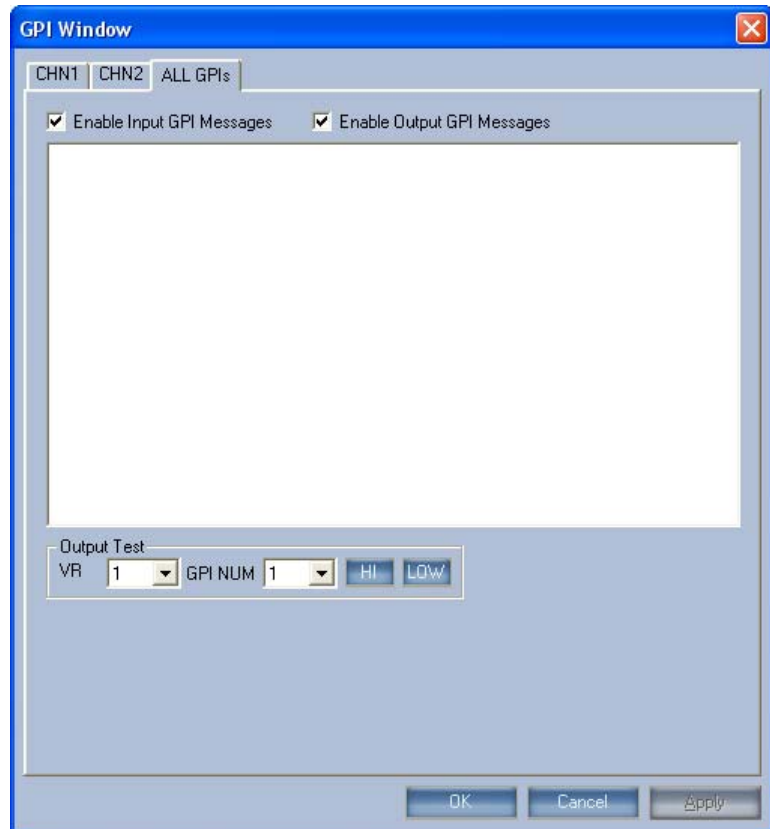 GPI Window
CHN1 CHN2 ALL GPIs
Enable Input GPI Messages Enable Output GPI Messages
Output Test
VR 1 GPI NUM 1 HI LOW
OK Cancel Apply